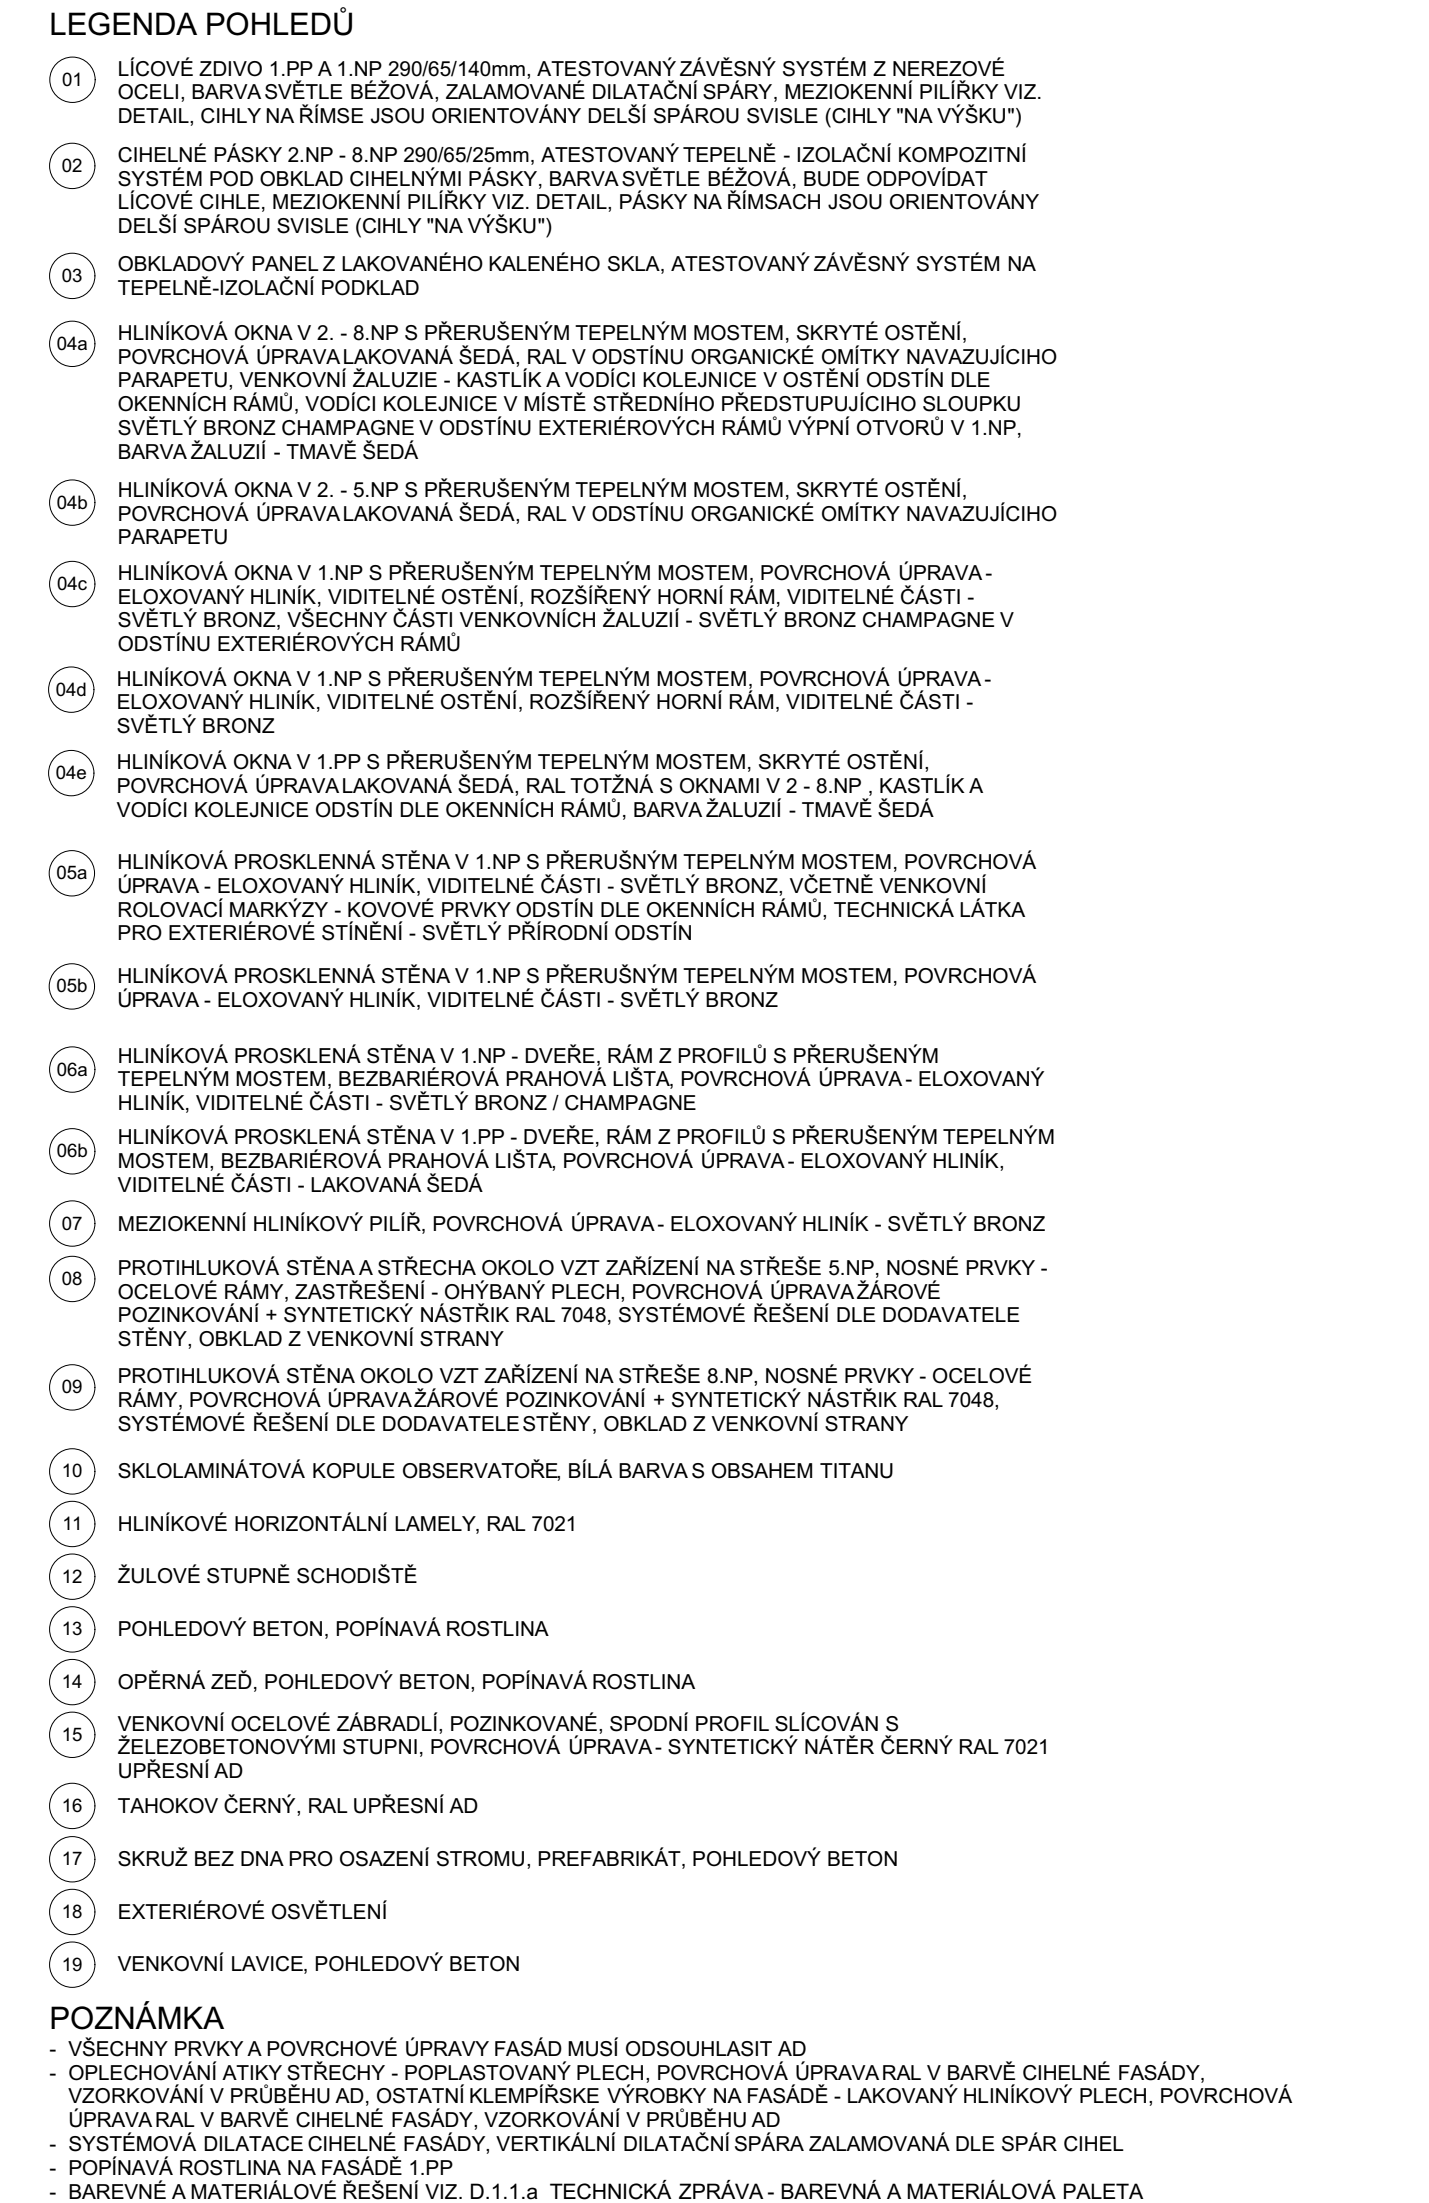 LEGENDA POHLEDŮ
01 LÍCOVÉ ZDIVO 1.PP A 1.NP 290/65/140mm, ATESTOVANÝ ZÁVĚSNÝ SYSTÉM Z NEREZOVÉ
OCELI, BARVA SVĚTLE BÉŽOVÁ, ZALAMOVANÉ DILATAČNÍ SPÁRY, MEZIOKENNÍ PILÍŘKY VIZ.
DETAIL, CIHLY NA ŘÍMSE JSOU ORIENTOVÁNY DELŠÍ SPÁROU SVISLE (CIHLY "NA VÝŠKU")
02 CIHELNÉ PÁSKY 2.NP - 8.NP 290/65/25mm, ATESTOVANÝ TEPELNĚ - IZOLAČNÍ KOMPOZITNÍ
SYSTÉM POD OBKLAD CIHELNÝMI PÁSKY, BARVA SVĚTLE BÉŽOVÁ, BUDE ODPOVÍDAT
LÍCOVÉ CIHLE, MEZIOKENNÍ PILÍŘKY VIZ. DETAIL, PÁSKY NA ŘÍMSACH JSOU ORIENTOVÁNY
DELŠÍ SPÁROU SVISLE (CIHLY "NA VÝŠKU")
03 OBKLADOVÝ PANEL Z LAKOVANÉHO KALENÉHO SKLA, ATESTOVANÝ ZÁVĚSNÝ SYSTÉM NA
TEPELNĚ-IZOLAČNÍ PODKLAD
04a HLINÍKOVÁ OKNA V 2. - 8.NP S PŘERUŠENÝM TEPELNÝM MOSTEM, SKRYTÉ OSTĚNÍ,
POVRCHOVÁ ÚPRAVA LAKOVANÁ ŠEDÁ, RAL V ODSTÍNU ORGANICKÉ OMÍTKY NAVAZUJÍCIHO
PARAPETU, VENKOVNÍ ŽALUZIE - KASTLÍK A VODÍCI KOLEJNICE V OSTĚNÍ ODSTÍN DLE
OKENNÍCH RÁMŮ, VODÍCI KOLEJNICE V MÍSTĚ STŘEDNÍHO PŘEDSTUPUJÍCIHO SLOUPKU
SVĚTLÝ BRONZ CHAMPAGNE V ODSTÍNU EXTERIÉROVÝCH RÁMŮ VÝPNÍ OTVORŮ V 1.NP,
BARVA ŽALUZIÍ - TMAVĚ ŠEDÁ
04b HLINÍKOVÁ OKNA V 2. - 5.NP S PŘERUŠENÝM TEPELNÝM MOSTEM, SKRYTÉ OSTĚNÍ,
POVRCHOVÁ ÚPRAVA LAKOVANÁ ŠEDÁ, RAL V ODSTÍNU ORGANICKÉ OMÍTKY NAVAZUJÍCIHO
PARAPETU
04c HLINÍKOVÁ OKNA V 1.NP S PŘERUŠENÝM TEPELNÝM MOSTEM, POVRCHOVÁ ÚPRAVA -
ELOXOVANÝ HLINÍK, VIDITELNÉ OSTĚNÍ, ROZŠÍŘENÝ HORNÍ RÁM, VIDITELNÉ ČÁSTI -
SVĚTLÝ BRONZ, VŠECHNY ČÁSTI VENKOVNÍCH ŽALUZIÍ - SVĚTLÝ BRONZ CHAMPAGNE V
ODSTÍNU EXTERIÉROVÝCH RÁMŮ
04d HLINÍKOVÁ OKNA V 1.NP S PŘERUŠENÝM TEPELNÝM MOSTEM, POVRCHOVÁ ÚPRAVA -
ELOXOVANÝ HLINÍK, VIDITELNÉ OSTĚNÍ, ROZŠÍŘENÝ HORNÍ RÁM, VIDITELNÉ ČÁSTI -
SVĚTLÝ BRONZ
04e HLINÍKOVÁ OKNA V 1.PP S PŘERUŠENÝM TEPELNÝM MOSTEM, SKRYTÉ OSTĚNÍ,
POVRCHOVÁ ÚPRAVA LAKOVANÁ ŠEDÁ, RAL TOTŽNÁ S OKNAMI V 2 - 8.NP , KASTLÍK A
VODÍCI KOLEJNICE ODSTÍN DLE OKENNÍCH RÁMŮ, BARVA ŽALUZIÍ - TMAVĚ ŠEDÁ
05a HLINÍKOVÁ PROSKLENNÁ STĚNA V 1.NP S PŘERUŠNÝM TEPELNÝM MOSTEM, POVRCHOVÁ
ÚPRAVA - ELOXOVANÝ HLINÍK, VIDITELNÉ ČÁSTI - SVĚTLÝ BRONZ, VČETNĚ VENKOVNÍ
ROLOVACÍ MARKÝZY - KOVOVÉ PRVKY ODSTÍN DLE OKENNÍCH RÁMŮ, TECHNICKÁ LÁTKA
PRO EXTERIÉROVÉ STÍNĚNÍ - SVĚTLÝ PŘÍRODNÍ ODSTÍN
05b HLINÍKOVÁ PROSKLENNÁ STĚNA V 1.NP S PŘERUŠNÝM TEPELNÝM MOSTEM, POVRCHOVÁ
ÚPRAVA - ELOXOVANÝ HLINÍK, VIDITELNÉ ČÁSTI - SVĚTLÝ BRONZ
06a HLINÍKOVÁ PROSKLENÁ STĚNA V 1.NP - DVEŘE, RÁM Z PROFILŮ S PŘERUŠENÝM
TEPELNÝM MOSTEM, BEZBARIÉROVÁ PRAHOVÁ LIŠTA, POVRCHOVÁ ÚPRAVA - ELOXOVANÝ
HLINÍK, VIDITELNÉ ČÁSTI - SVĚTLÝ BRONZ / CHAMPAGNE
06b HLINÍKOVÁ PROSKLENÁ STĚNA V 1.PP - DVEŘE, RÁM Z PROFILŮ S PŘERUŠENÝM TEPELNÝM
MOSTEM, BEZBARIÉROVÁ PRAHOVÁ LIŠTA, POVRCHOVÁ ÚPRAVA - ELOXOVANÝ HLINÍK,
VIDITELNÉ ČÁSTI - LAKOVANÁ ŠEDÁ
07 MEZIOKENNÍ HLINÍKOVÝ PILÍŘ, POVRCHOVÁ ÚPRAVA - ELOXOVANÝ HLINÍK - SVĚTLÝ BRONZ
08 PROTIHLUKOVÁ STĚNA A STŘECHA OKOLO VZT ZAŘÍZENÍ NA STŘEŠE 5.NP, NOSNÉ PRVKY -
OCELOVÉ RÁMY, ZASTŘEŠENÍ - OHÝBANÝ PLECH, POVRCHOVÁ ÚPRAVA ŽÁROVÉ
POZINKOVÁNÍ + SYNTETICKÝ NÁSTŘIK RAL 7048, SYSTÉMOVÉ ŘEŠENÍ DLE DODAVATELE
STĚNY, OBKLAD Z VENKOVNÍ STRANY
09 PROTIHLUKOVÁ STĚNA OKOLO VZT ZAŘÍZENÍ NA STŘEŠE 8.NP, NOSNÉ PRVKY - OCELOVÉ
RÁMY, POVRCHOVÁ ÚPRAVA ŽÁROVÉ POZINKOVÁNÍ + SYNTETICKÝ NÁSTŘIK RAL 7048,
SYSTÉMOVÉ ŘEŠENÍ DLE DODAVATELE STĚNY, OBKLAD Z VENKOVNÍ STRANY
10 SKLOLAMINÁTOVÁ KOPULE OBSERVATOŘE, BÍLÁ BARVA S OBSAHEM TITANU
11 HLINÍKOVÉ HORIZONTÁLNÍ LAMELY, RAL 7021
12 ŽULOVÉ STUPNĚ SCHODIŠTĚ
13 POHLEDOVÝ BETON, POPÍNAVÁ ROSTLINA
14 OPĚRNÁ ZEĎ, POHLEDOVÝ BETON, POPÍNAVÁ ROSTLINA
15 VENKOVNÍ OCELOVÉ ZÁBRADLÍ, POZINKOVANÉ, SPODNÍ PROFIL SLÍCOVÁN S
ŽELEZOBETONOVÝMI STUPNI, POVRCHOVÁ ÚPRAVA - SYNTETICKÝ NÁTĚR ČERNÝ RAL 7021
UPŘESNÍ AD
16 TAHOKOV ČERNÝ, RAL UPŘESNÍ AD
17 SKRUŽ BEZ DNA PRO OSAZENÍ STROMU, PREFABRIKÁT, POHLEDOVÝ BETON
18 EXTERIÉROVÉ OSVĚTLENÍ
19 VENKOVNÍ LAVICE, POHLEDOVÝ BETON
POZNÁMKA
- VŠECHNY PRVKY A POVRCHOVÉ ÚPRAVY FASÁD MUSÍ ODSOUHLASIT AD
- OPLECHOVÁNÍ ATIKY STŘECHY - POPLASTOVANÝ PLECH, POVRCHOVÁ ÚPRAVA RAL V BARVĚ CIHELNÉ FASÁDY,
VZORKOVÁNÍ V PRŮBĚHU AD, OSTATNÍ KLEMPÍŘSKE VÝROBKY NA FASÁDĚ - LAKOVANÝ HLINÍKOVÝ PLECH, POVRCHOVÁ
ÚPRAVA RAL V BARVĚ CIHELNÉ FASÁDY, VZORKOVÁNÍ V PRŮBĚHU AD
- SYSTÉMOVÁ DILATACE CIHELNÉ FASÁDY, VERTIKÁLNÍ DILATAČNÍ SPÁRA ZALAMOVANÁ DLE SPÁR CIHEL
- POPÍNAVÁ ROSTLINA NA FASÁDĚ 1.PP
- BAREVNÉ A MATERIÁLOVÉ ŘEŠENÍ VIZ. D.1.1.a TECHNICKÁ ZPRÁVA - BAREVNÁ A MATERIÁLOVÁ PALETA